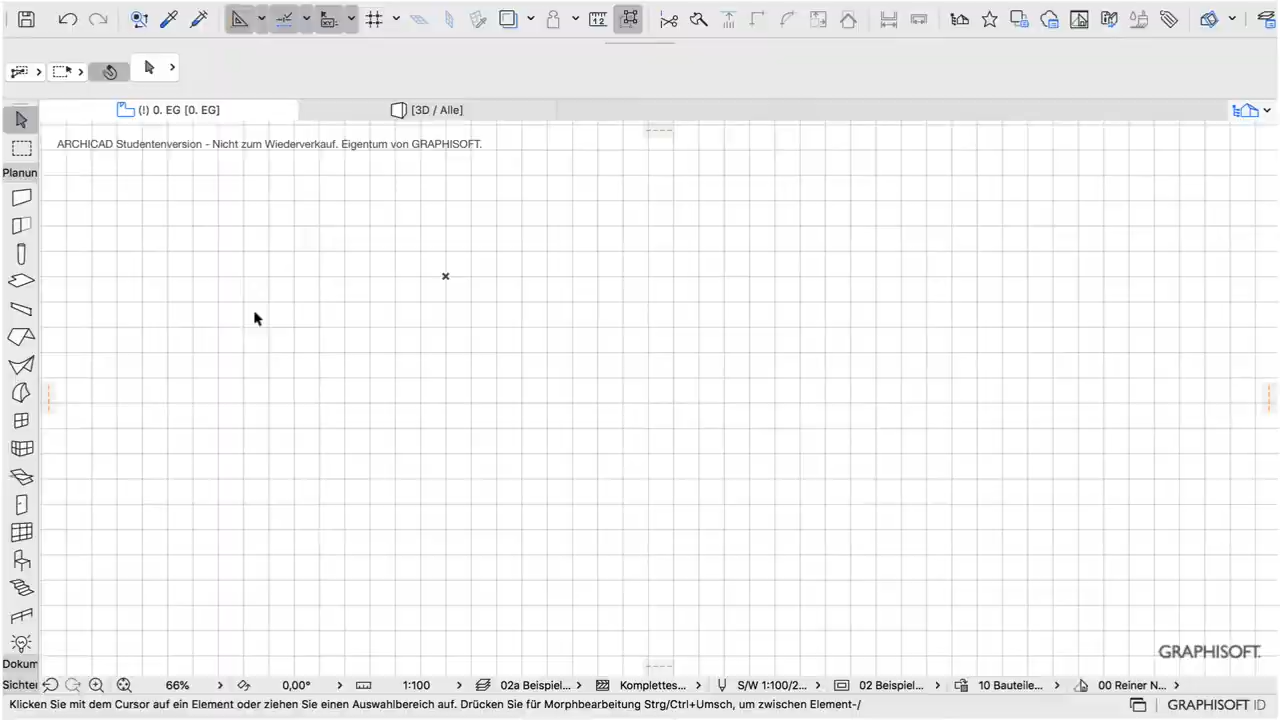 (!) 0. EG [0. EG]
[3D / Alle]
ARCHICAD Studentenversion - Nicht zum Wiederverkauf. Eigentum von GRAPHISOFT.
Planun
GRAPHISOFT.
Dokum
Sichter
66%
0,00°
1:100
02a Beispiel...
Komplettes...
S/W 1:100/2...
02 Beispiel...
10 Bauteile...
00 Reiner N...
Klicken Sie mit dem Cursor auf ein Element oder ziehen Sie einen Auswahlbereich auf. Drücken Sie für Morphbearbeitung Strg/Ctrl+Umsch, um zwischen Element-/
GRAPHISOFT ID